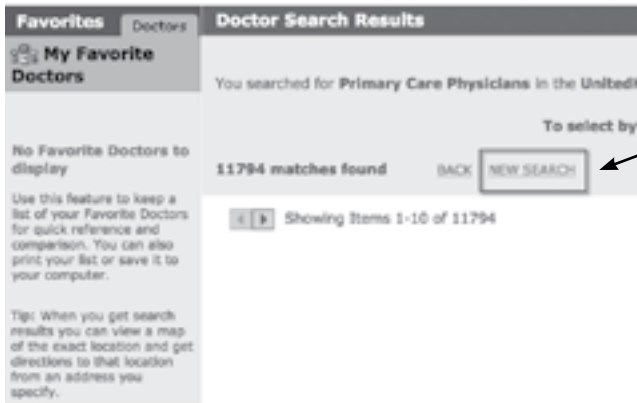 Favorites Doctors
My Favorite
Doctors
No Favorite Doctors to
display
Use this feature to keep a
list of your Favorite Doctors
for quick reference and
comparison. You can also
print your list or save it to
your computer.
Tip: When you get search
results you can view a map
of the exact location and get
directions to that location
from an address you
specify.
Doctor Search Results
You searched for Primary Care Physicians in the United
To select by
11794 matches found BACK NEW SEARCH
Showing Items 1-10 of 11794